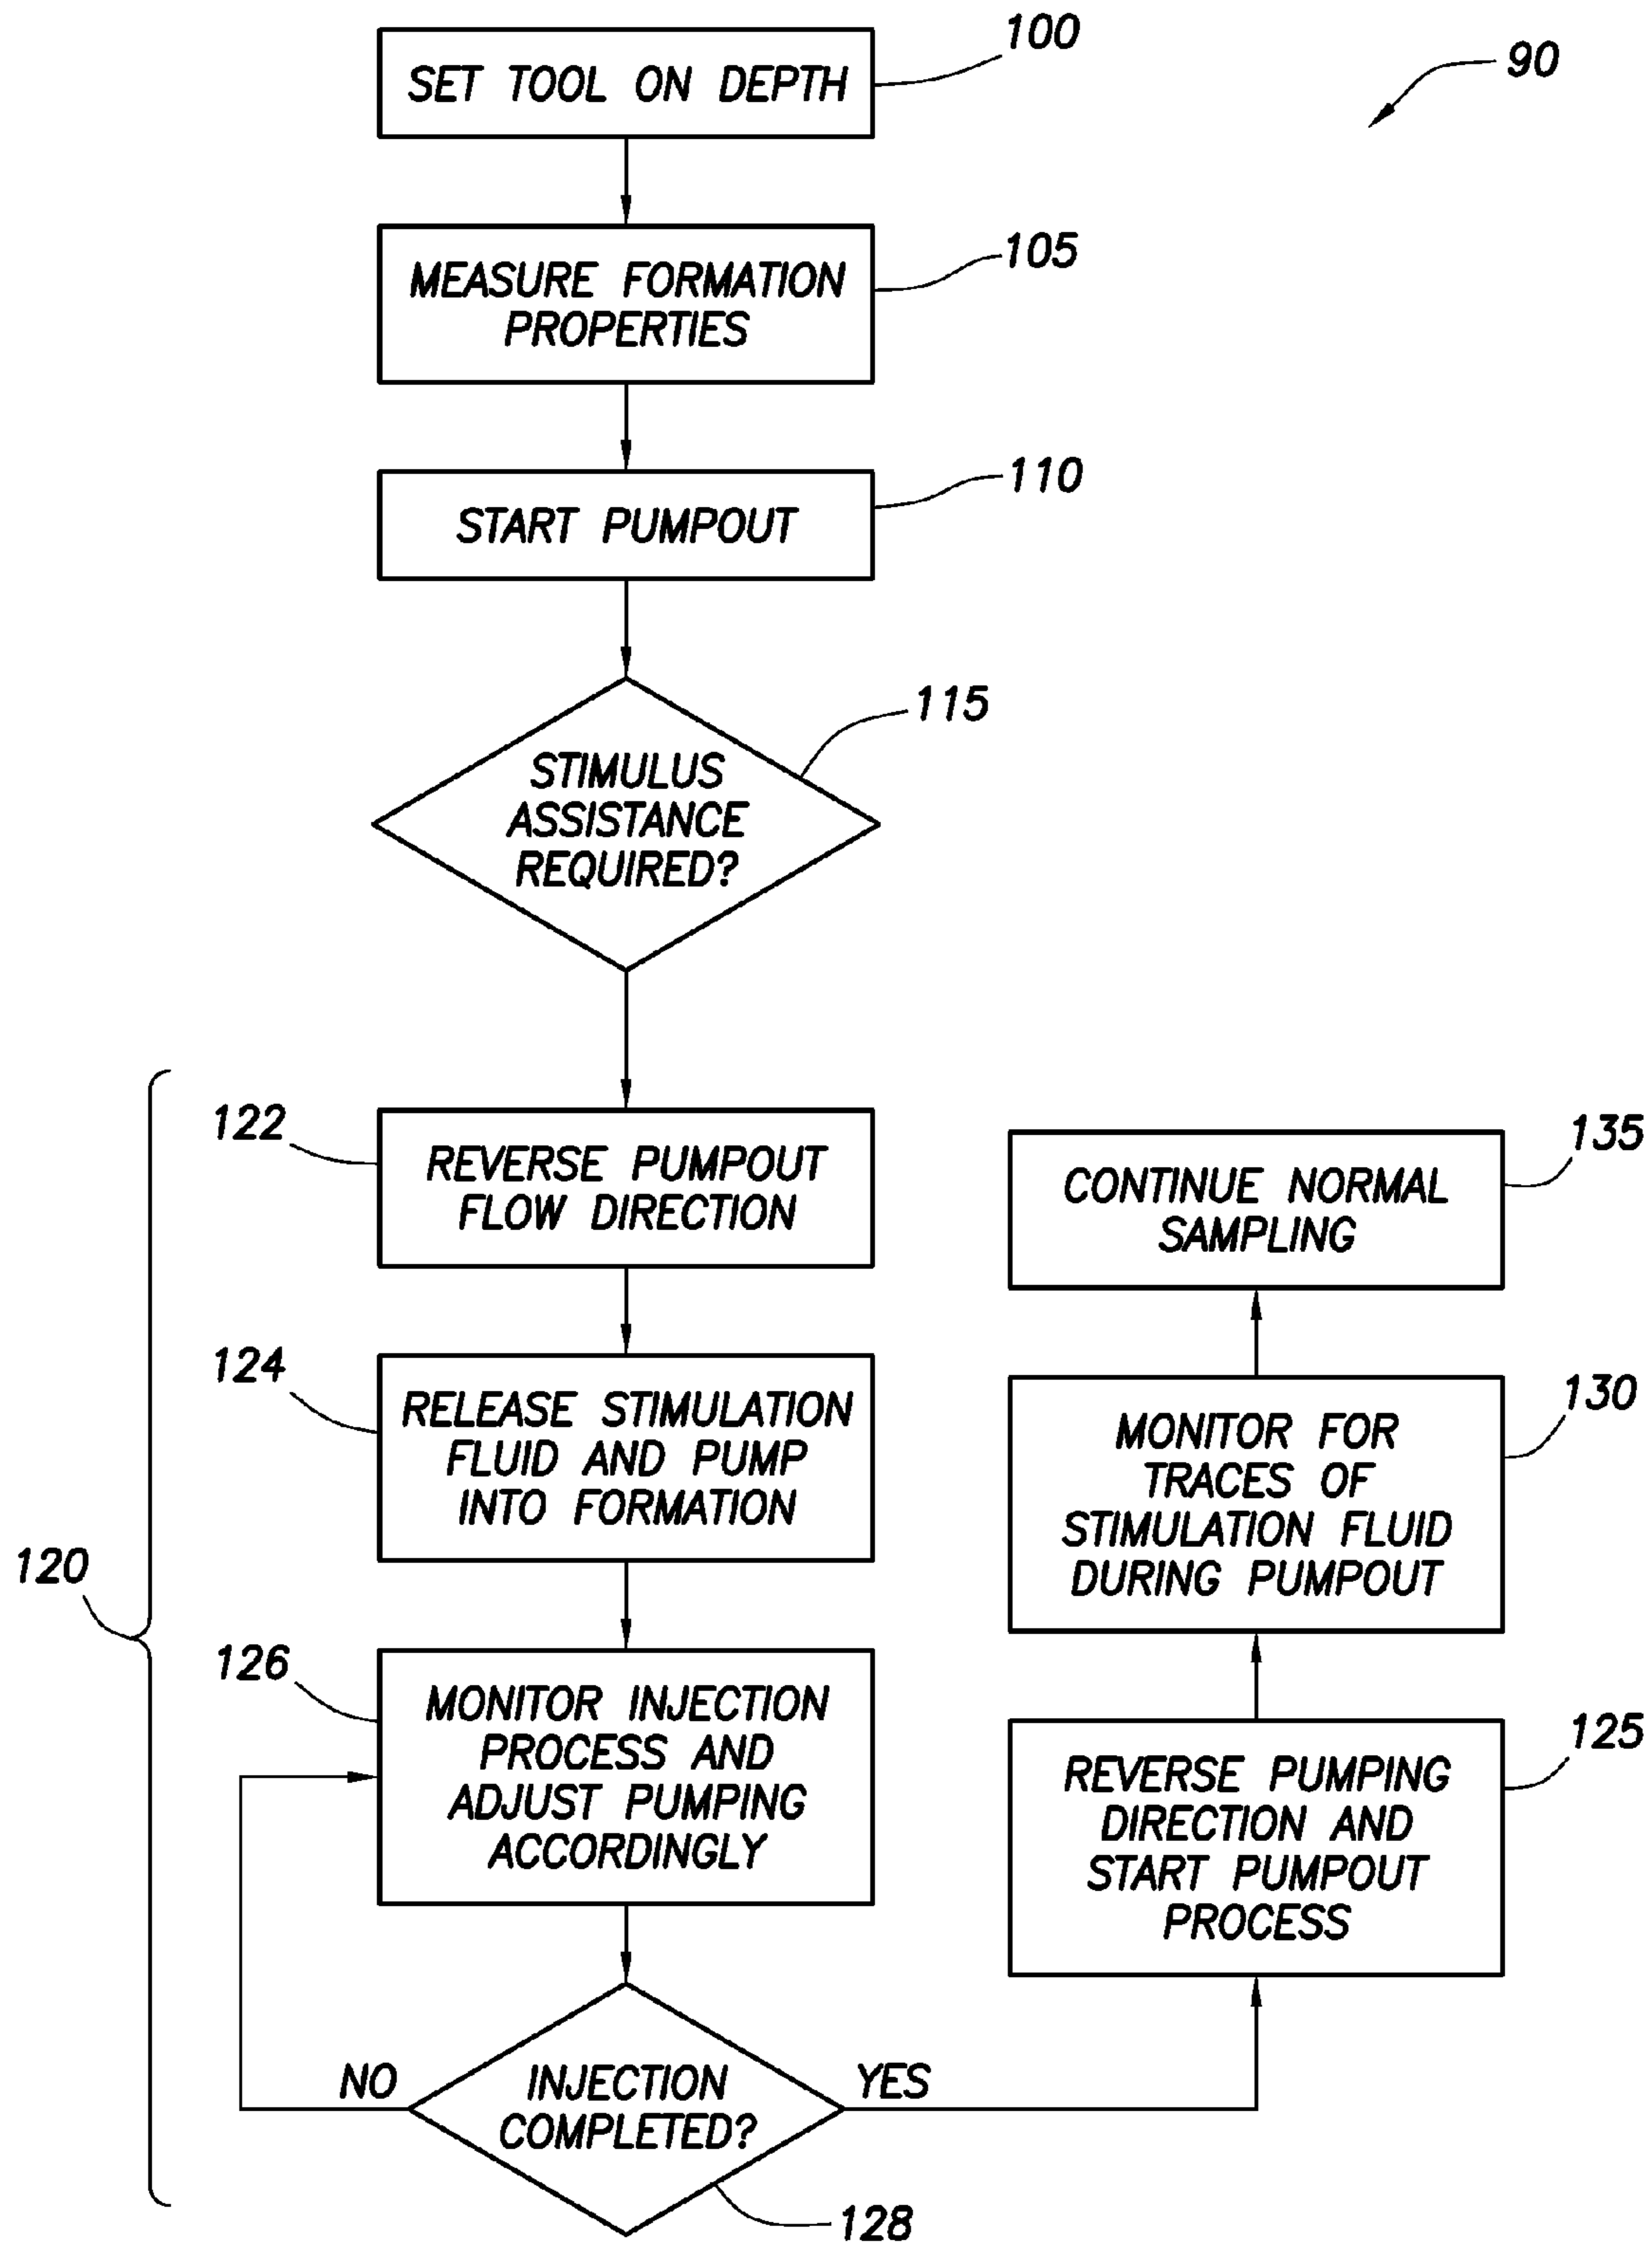 100
90
SET TOOL ON DEPTH
105
MEASURE FORMATION
PROPERTIES
110
START PUMPOUT
115
STIMULUS
ASSISTANCE
REQUIRED?
120
122
REVERSE PUMPOUT
FLOW DIRECTION
124
RELEASE STIMULATION
FLUID AND PUMP
INTO FORMATION
126
MONITOR INJECTION
PROCESS AND
ADJUST PUMPING
ACCORDINGLY
NO
INJECTION
COMPLETED?
YES
128
125
REVERSE PUMPING
DIRECTION AND
START PUMPOUT
PROCESS
130
MONITOR FOR
TRACES OF
STIMULATION FLUID
DURING PUMPOUT
135
CONTINUE NORMAL
SAMPLING